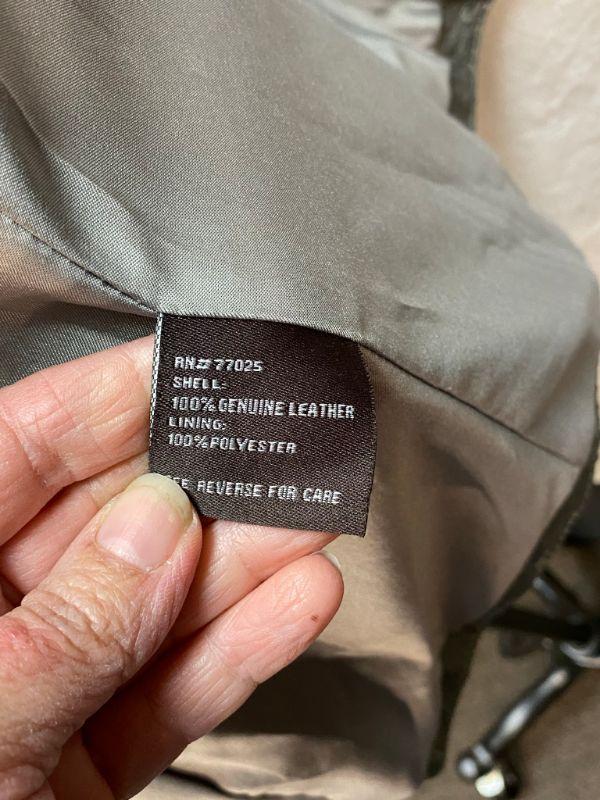 RN# 77025
SHELL:
100% GENUINE LEATHER
LINING:
100% POLYESTER
REVERSE FOR CARE